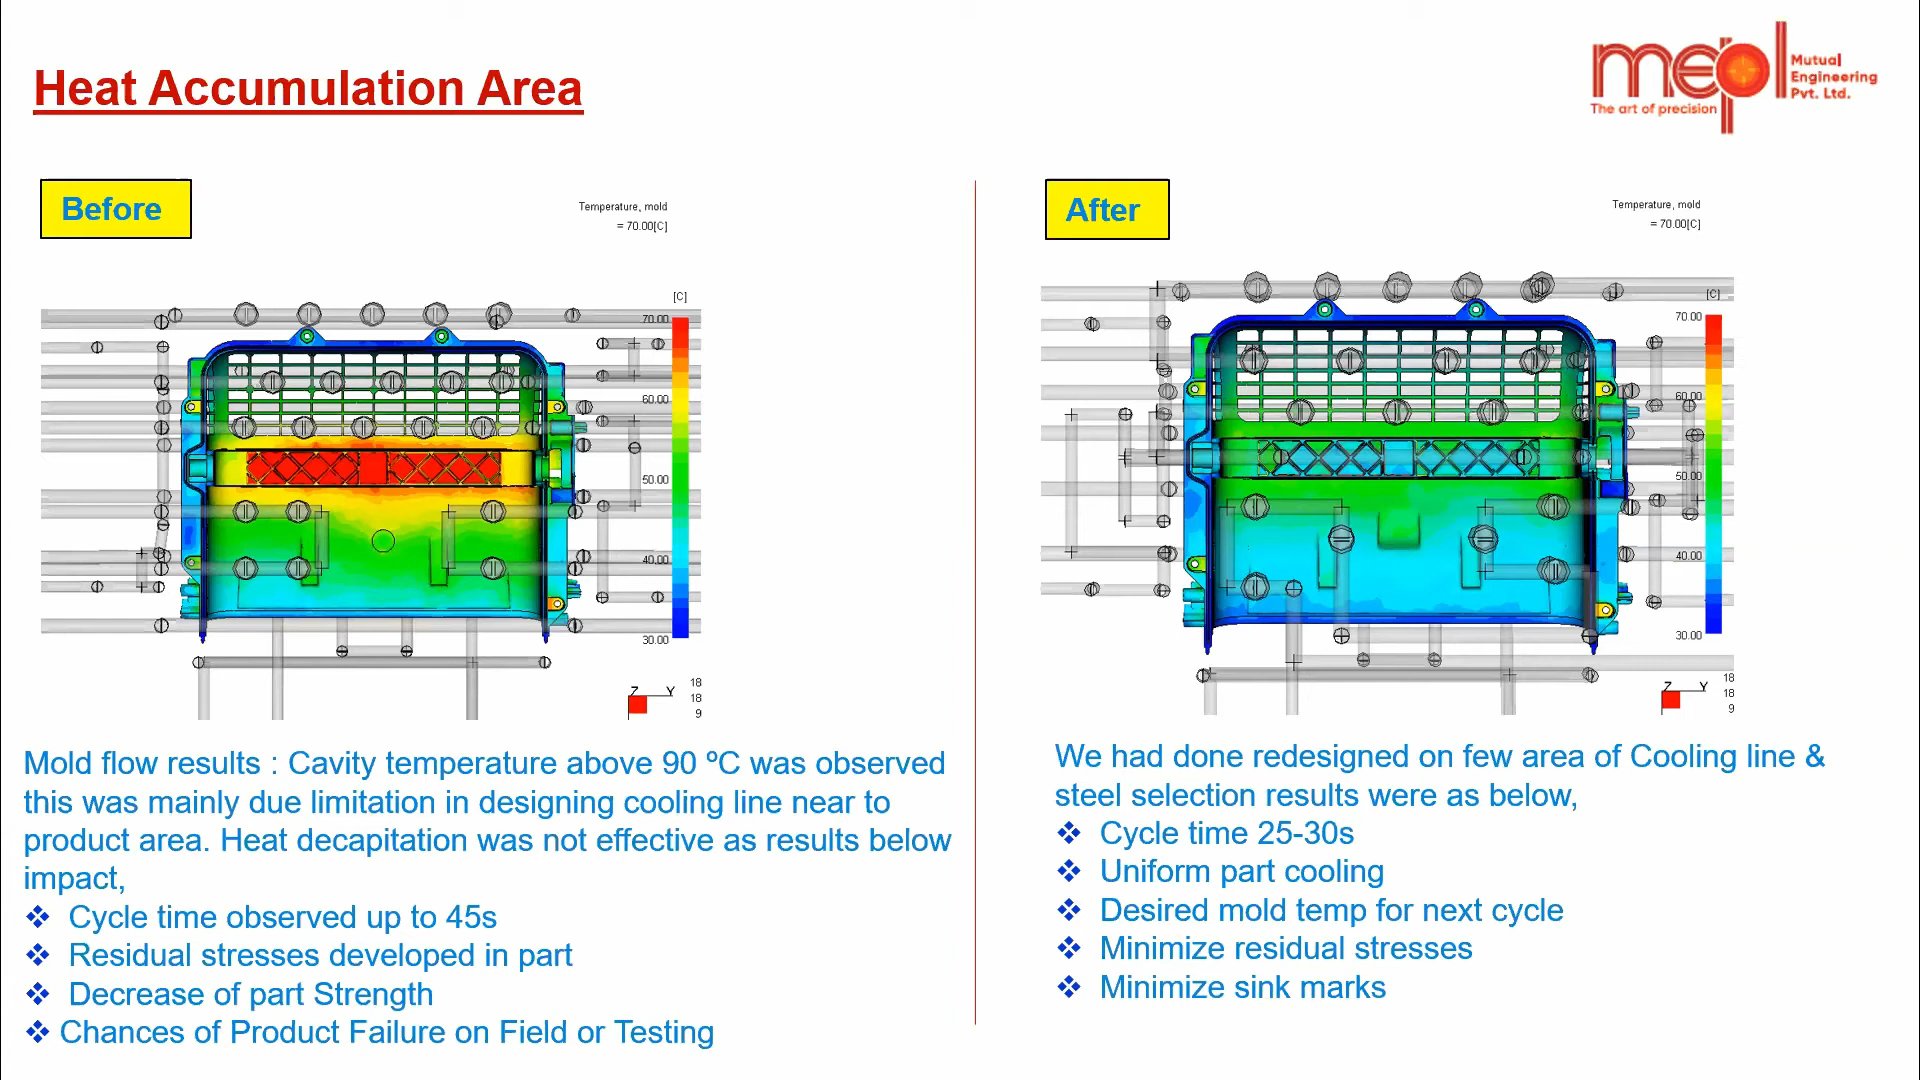 Heat Accumulation Area
mepl
Mutual
Engineering
Pvt. Ltd.
The art of precision
Before
Temperature, mold
= 70.00[C]
[C]
70.00
60.00
50.00
40.00
30.00
Z
Y
18
18
9
Mold flow results : Cavity temperature above 90 ºC was observed
this was mainly due limitation in designing cooling line near to
product area. Heat decapitation was not effective as results below
impact,
❖ Cycle time observed up to 45s
❖ Residual stresses developed in part
❖ Decrease of part Strength
❖ Chances of Product Failure on Field or Testing
After
Temperature, mold
= 70.00[C]
[C]
70.00
60.00
50.00
40.00
30.00
Z
Y
18
18
9
We had done redesigned on few area of Cooling line &
steel selection results were as below,
❖ Cycle time 25-30s
❖ Uniform part cooling
❖ Desired mold temp for next cycle
❖ Minimize residual stresses
❖ Minimize sink marks